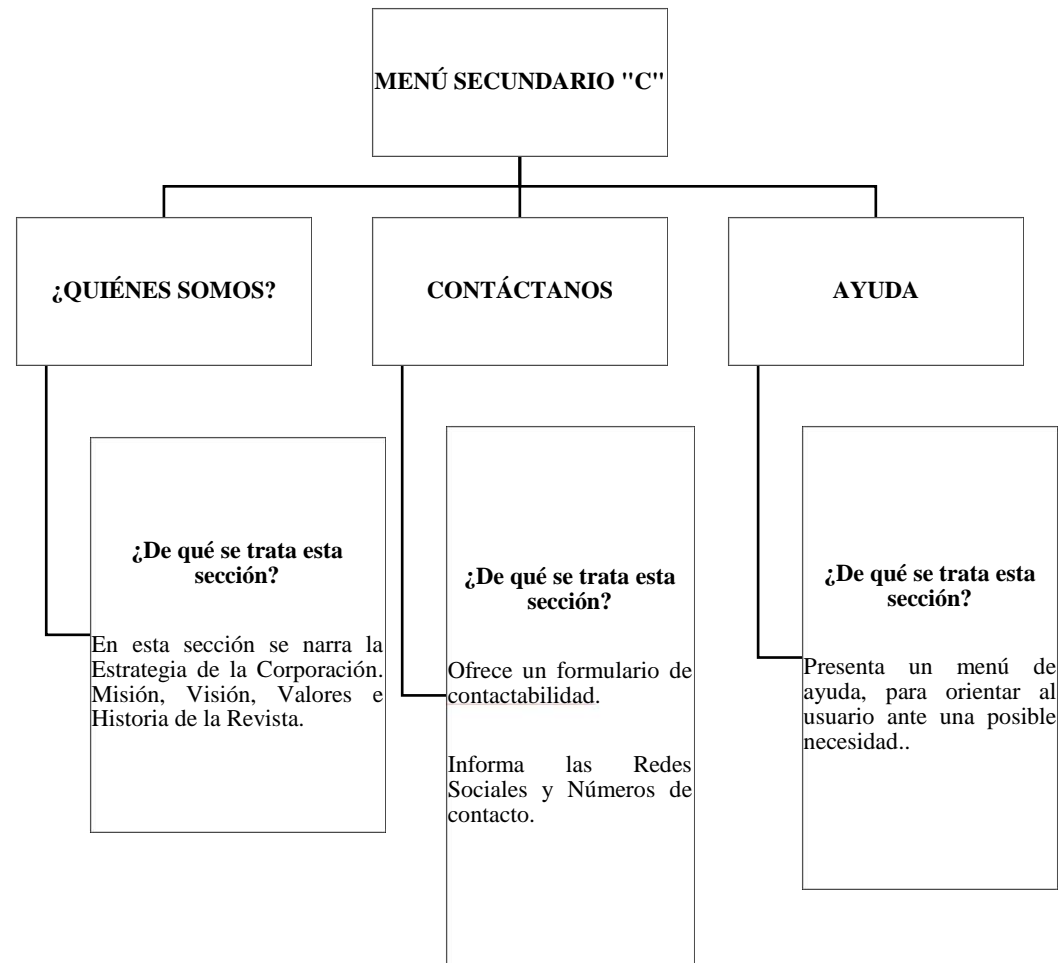 MENÚ SECUNDARIO "C"
¿QUIÉNES SOMOS?
CONTÁCTANOS
AYUDA
¿De qué se trata esta
sección?
En esta sección se narra la
Estrategia de la Corporación.
Misión, Visión, Valores e
Historia de la Revista.
¿De qué se trata esta
sección?
Ofrece un formulario de
contactabilidad.
Informa las Redes
Sociales y Números de
contacto.
¿De qué se trata esta
sección?
Presenta un menú de
ayuda, para orientar al
usuario ante una posible
necesidad..